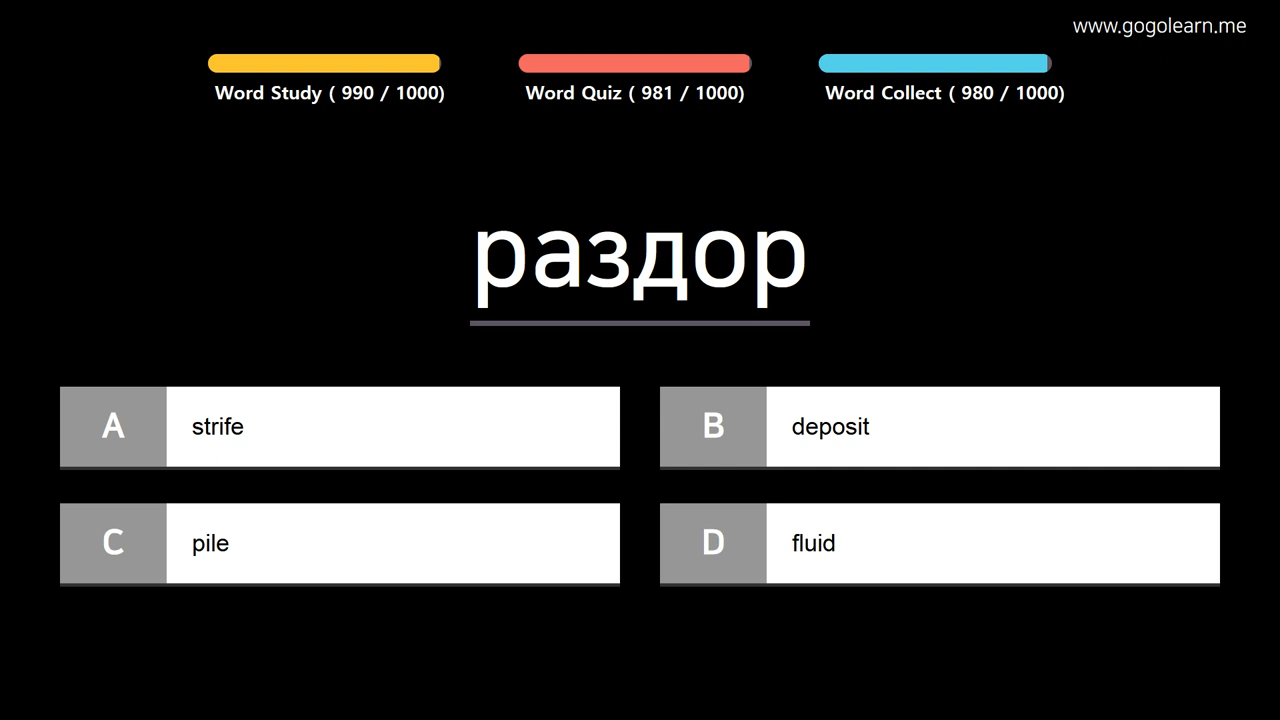 www.gogolearn.me
Word Study ( 990 / 1000)
Word Quiz ( 981 / 1000)
Word Collect ( 980 / 1000)
раздор
A strife
B deposit
C pile
D fluid